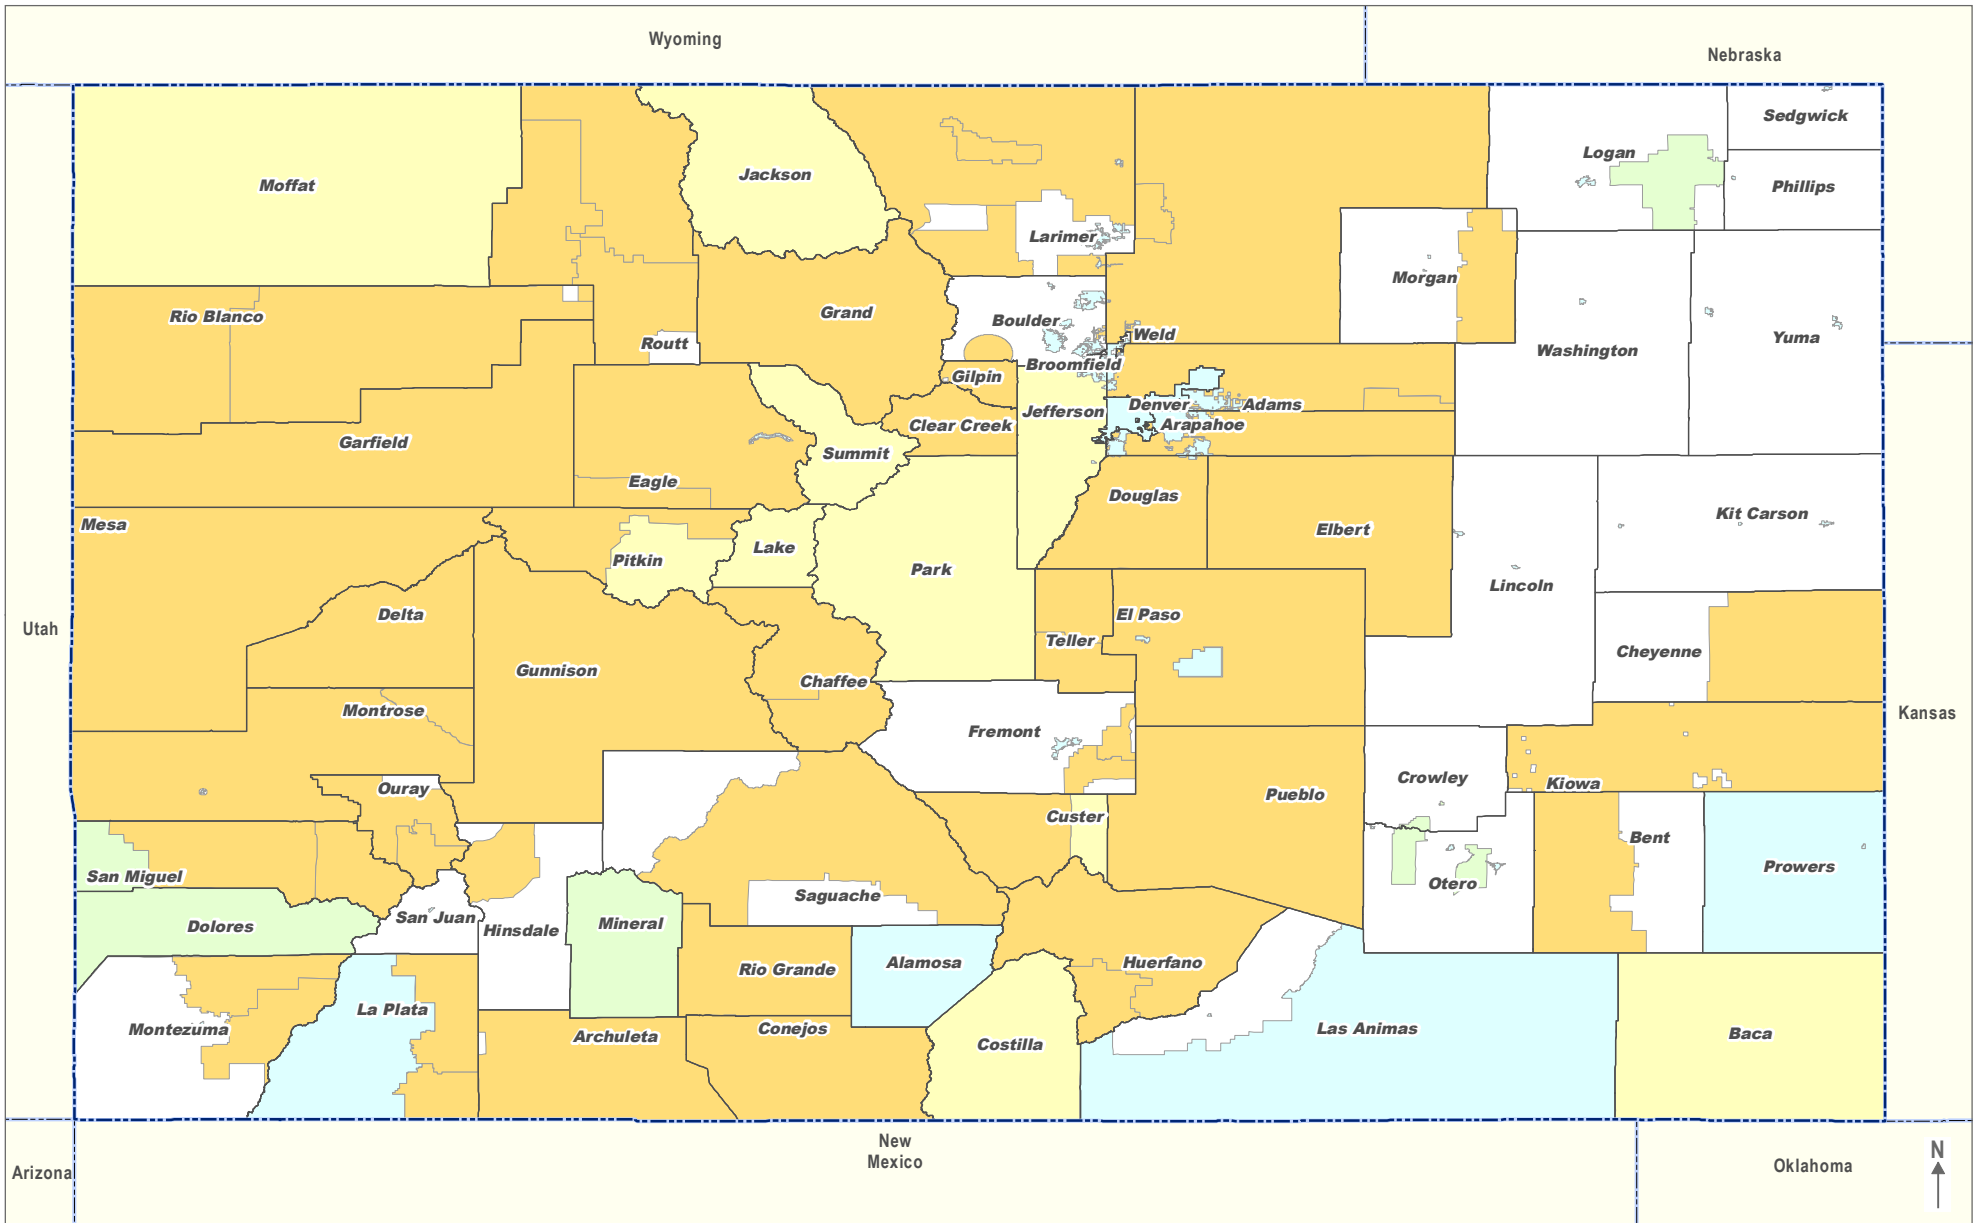 Wyoming
Nebraska
Sedgwick
Logan
Jackson
Moffat
Phillips
Larimer
Morgan
Rio Blanco
Grand
Boulder
Weld
Yuma
Routt
Washington
Broomfield
Gilpin
Denver
Adams
Jefferson
Clear Creek
Arapahoe
Garfield
Summit
Eagle
Douglas
Kit Carson
Mesa
Elbert
Lake
Pitkin
Park
Lincoln
Delta
El Paso
Utah
Teller
Cheyenne
Gunnison
Chaffee
Montrose
Kansas
Fremont
Crowley
Kiowa
Ouray
Pueblo
Custer
Bent
Prowers
San Miguel
Otero
Saguache
San Juan
Mineral
Dolores
Hinsdale
Alamosa
Huerfano
Rio Grande
La Plata
Montezuma
Conejos
Las Animas
Baca
Archuleta
Costilla
New
Mexico
N
Arizona
Oklahoma